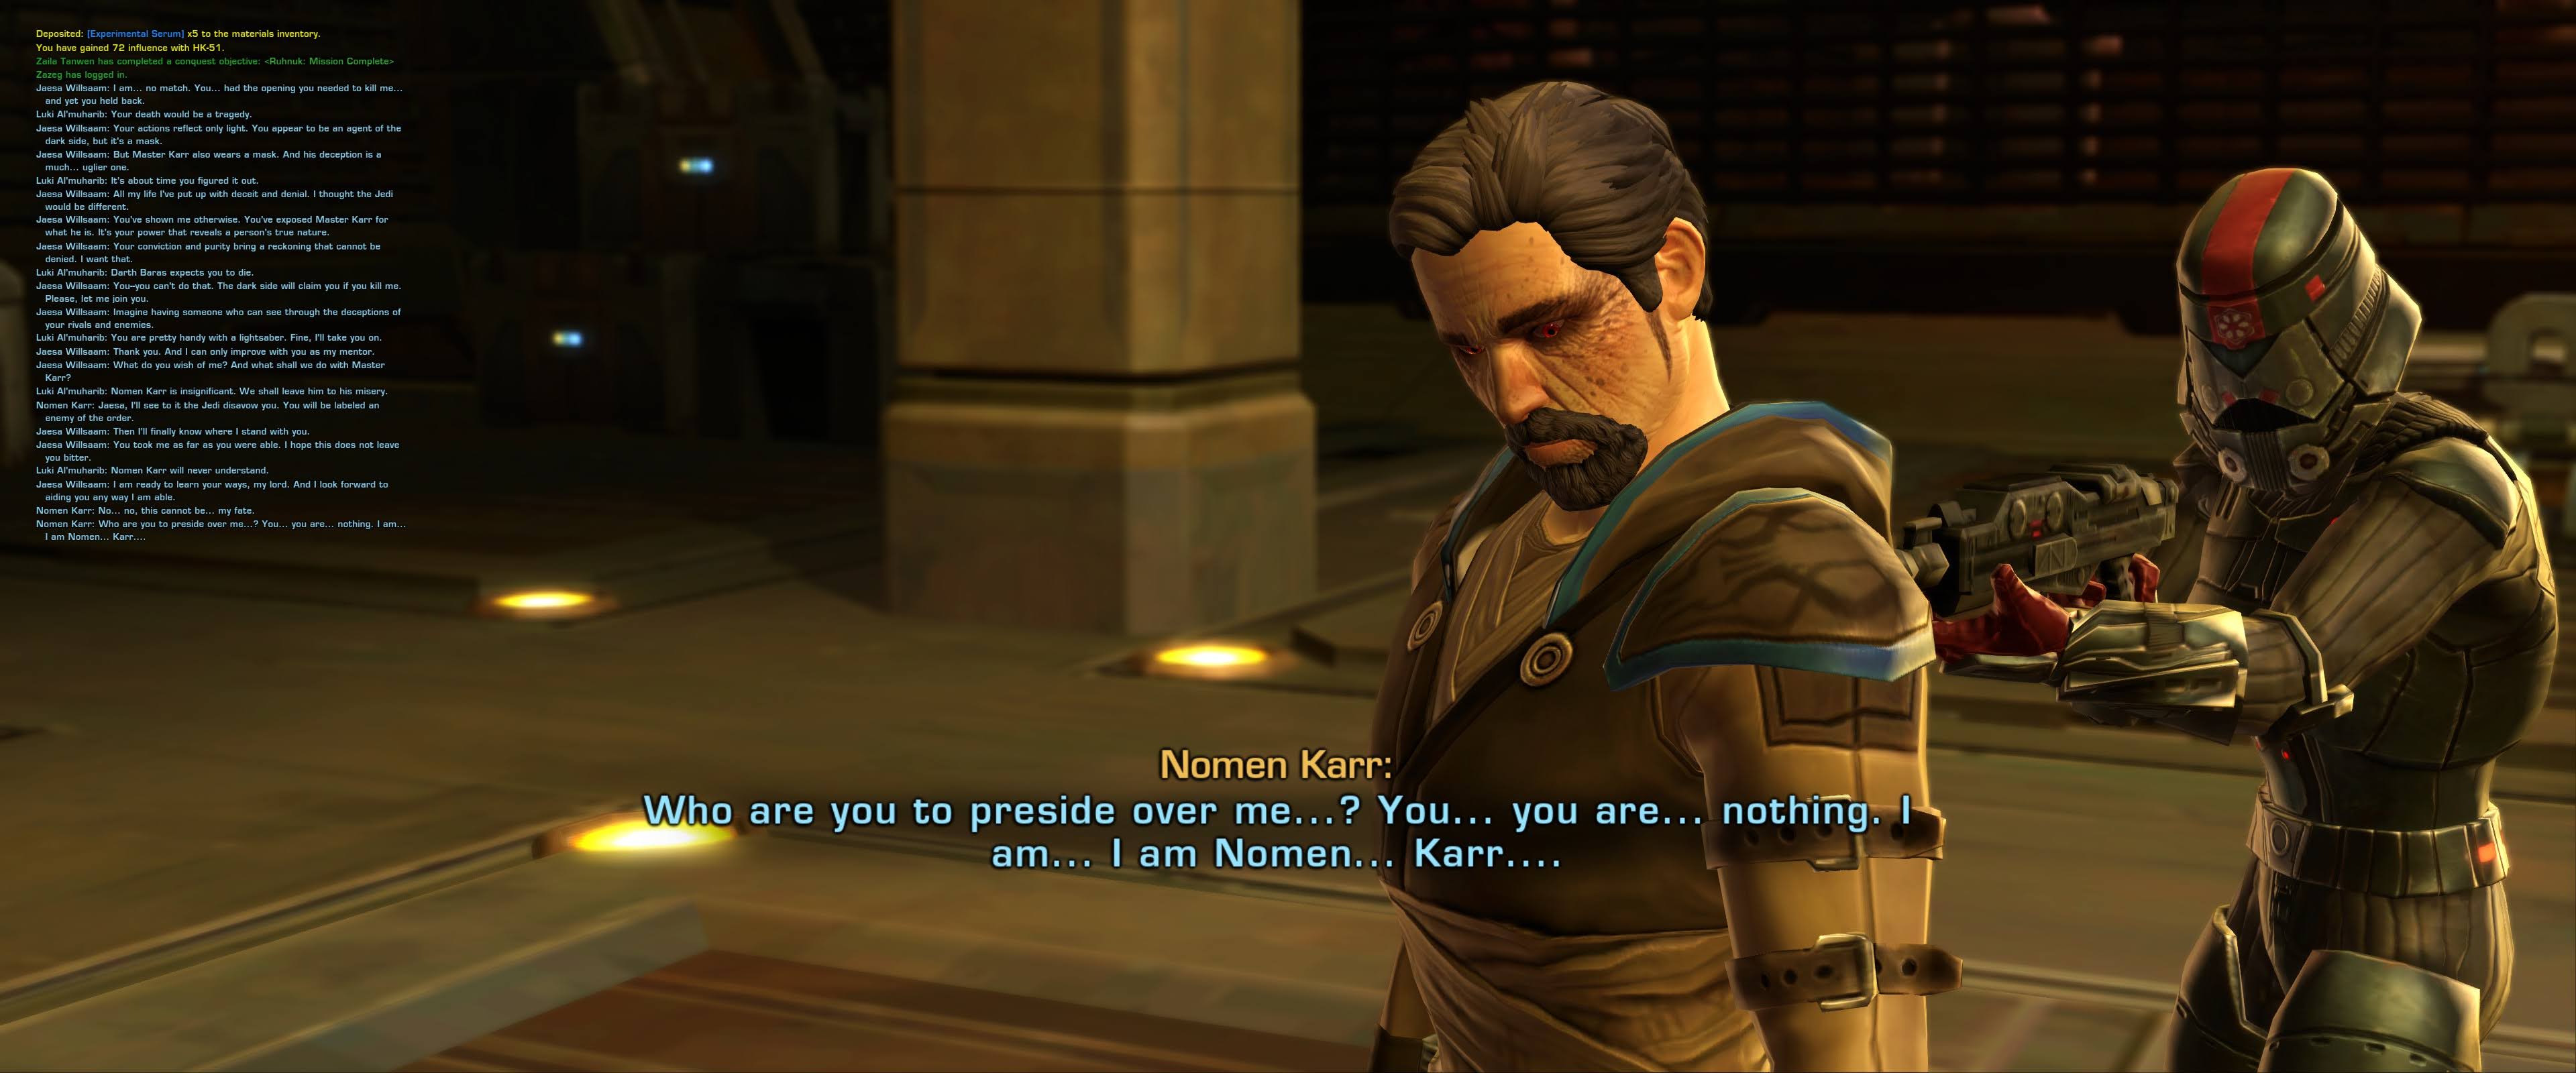 Deposited: [Experimental Serum] x5 to the materials inventory.
You have gained 72 influence with HK-51.
Zaila Tanwen has completed a conquest objective: <Ruhnuk: Mission Complete>
Zazeg has logged in.
Jaesa Willsaam: I am... no match. You... had the opening you needed to kill me...
and yet you held back.
Luki Al'muharib: Your death would be a tragedy.
Jaesa Willsaam: Your actions reflect only light. You appear to be an agent of the
dark side, but it's a mask.
Jaesa Willsaam: But Master Karr also wears a mask. And his deception is a
much... uglier one.
Luki Al'muharib: It's about time you figured it out.
Jaesa Willsaam: All my life I've put up with deceit and denial. I thought the Jedi
would be different.
Jaesa Willsaam: You've shown me otherwise. You've exposed Master Karr for
what he is. It's your power that reveals a person's true nature.
Jaesa Willsaam: Your conviction and purity bring a reckoning that cannot be
denied. I want that.
Luki Al'muharib: Darth Baras expects you to die.
Jaesa Willsaam: You–you can't do that. The dark side will claim you if you kill me.
Please, let me join you.
Jaesa Willsaam: Imagine having someone who can see through the deceptions of
your rivals and enemies.
Luki Al'muharib: You are pretty handy with a lightsaber. Fine, I'll take you on.
Jaesa Willsaam: Thank you. And I can only improve with you as my mentor.
Jaesa Willsaam: What do you wish of me? And what shall we do with Master
Karr?
Luki Al'muharib: Nomen Karr is insignificant. We shall leave him to his misery.
Nomen Karr: Jaesa, I'll see to it the Jedi disavow you. You will be labeled an
enemy of the order.
Jaesa Willsaam: Then I'll finally know where I stand with you.
Jaesa Willsaam: You took me as far as you were able. I hope this does not leave
you bitter.
Luki Al'muharib: Nomen Karr will never understand.
Jaesa Willsaam: I am ready to learn your ways, my lord. And I look forward to
aiding you any way I am able.
Nomen Karr: No... no, this cannot be... my fate.
Nomen Karr: Who are you to preside over me...? You... you are... nothing. I am...
I am Nomen... Karr....
Nomen Karr:
Who are you to preside over me...? You... you are... nothing. I
am... I am Nomen... Karr....